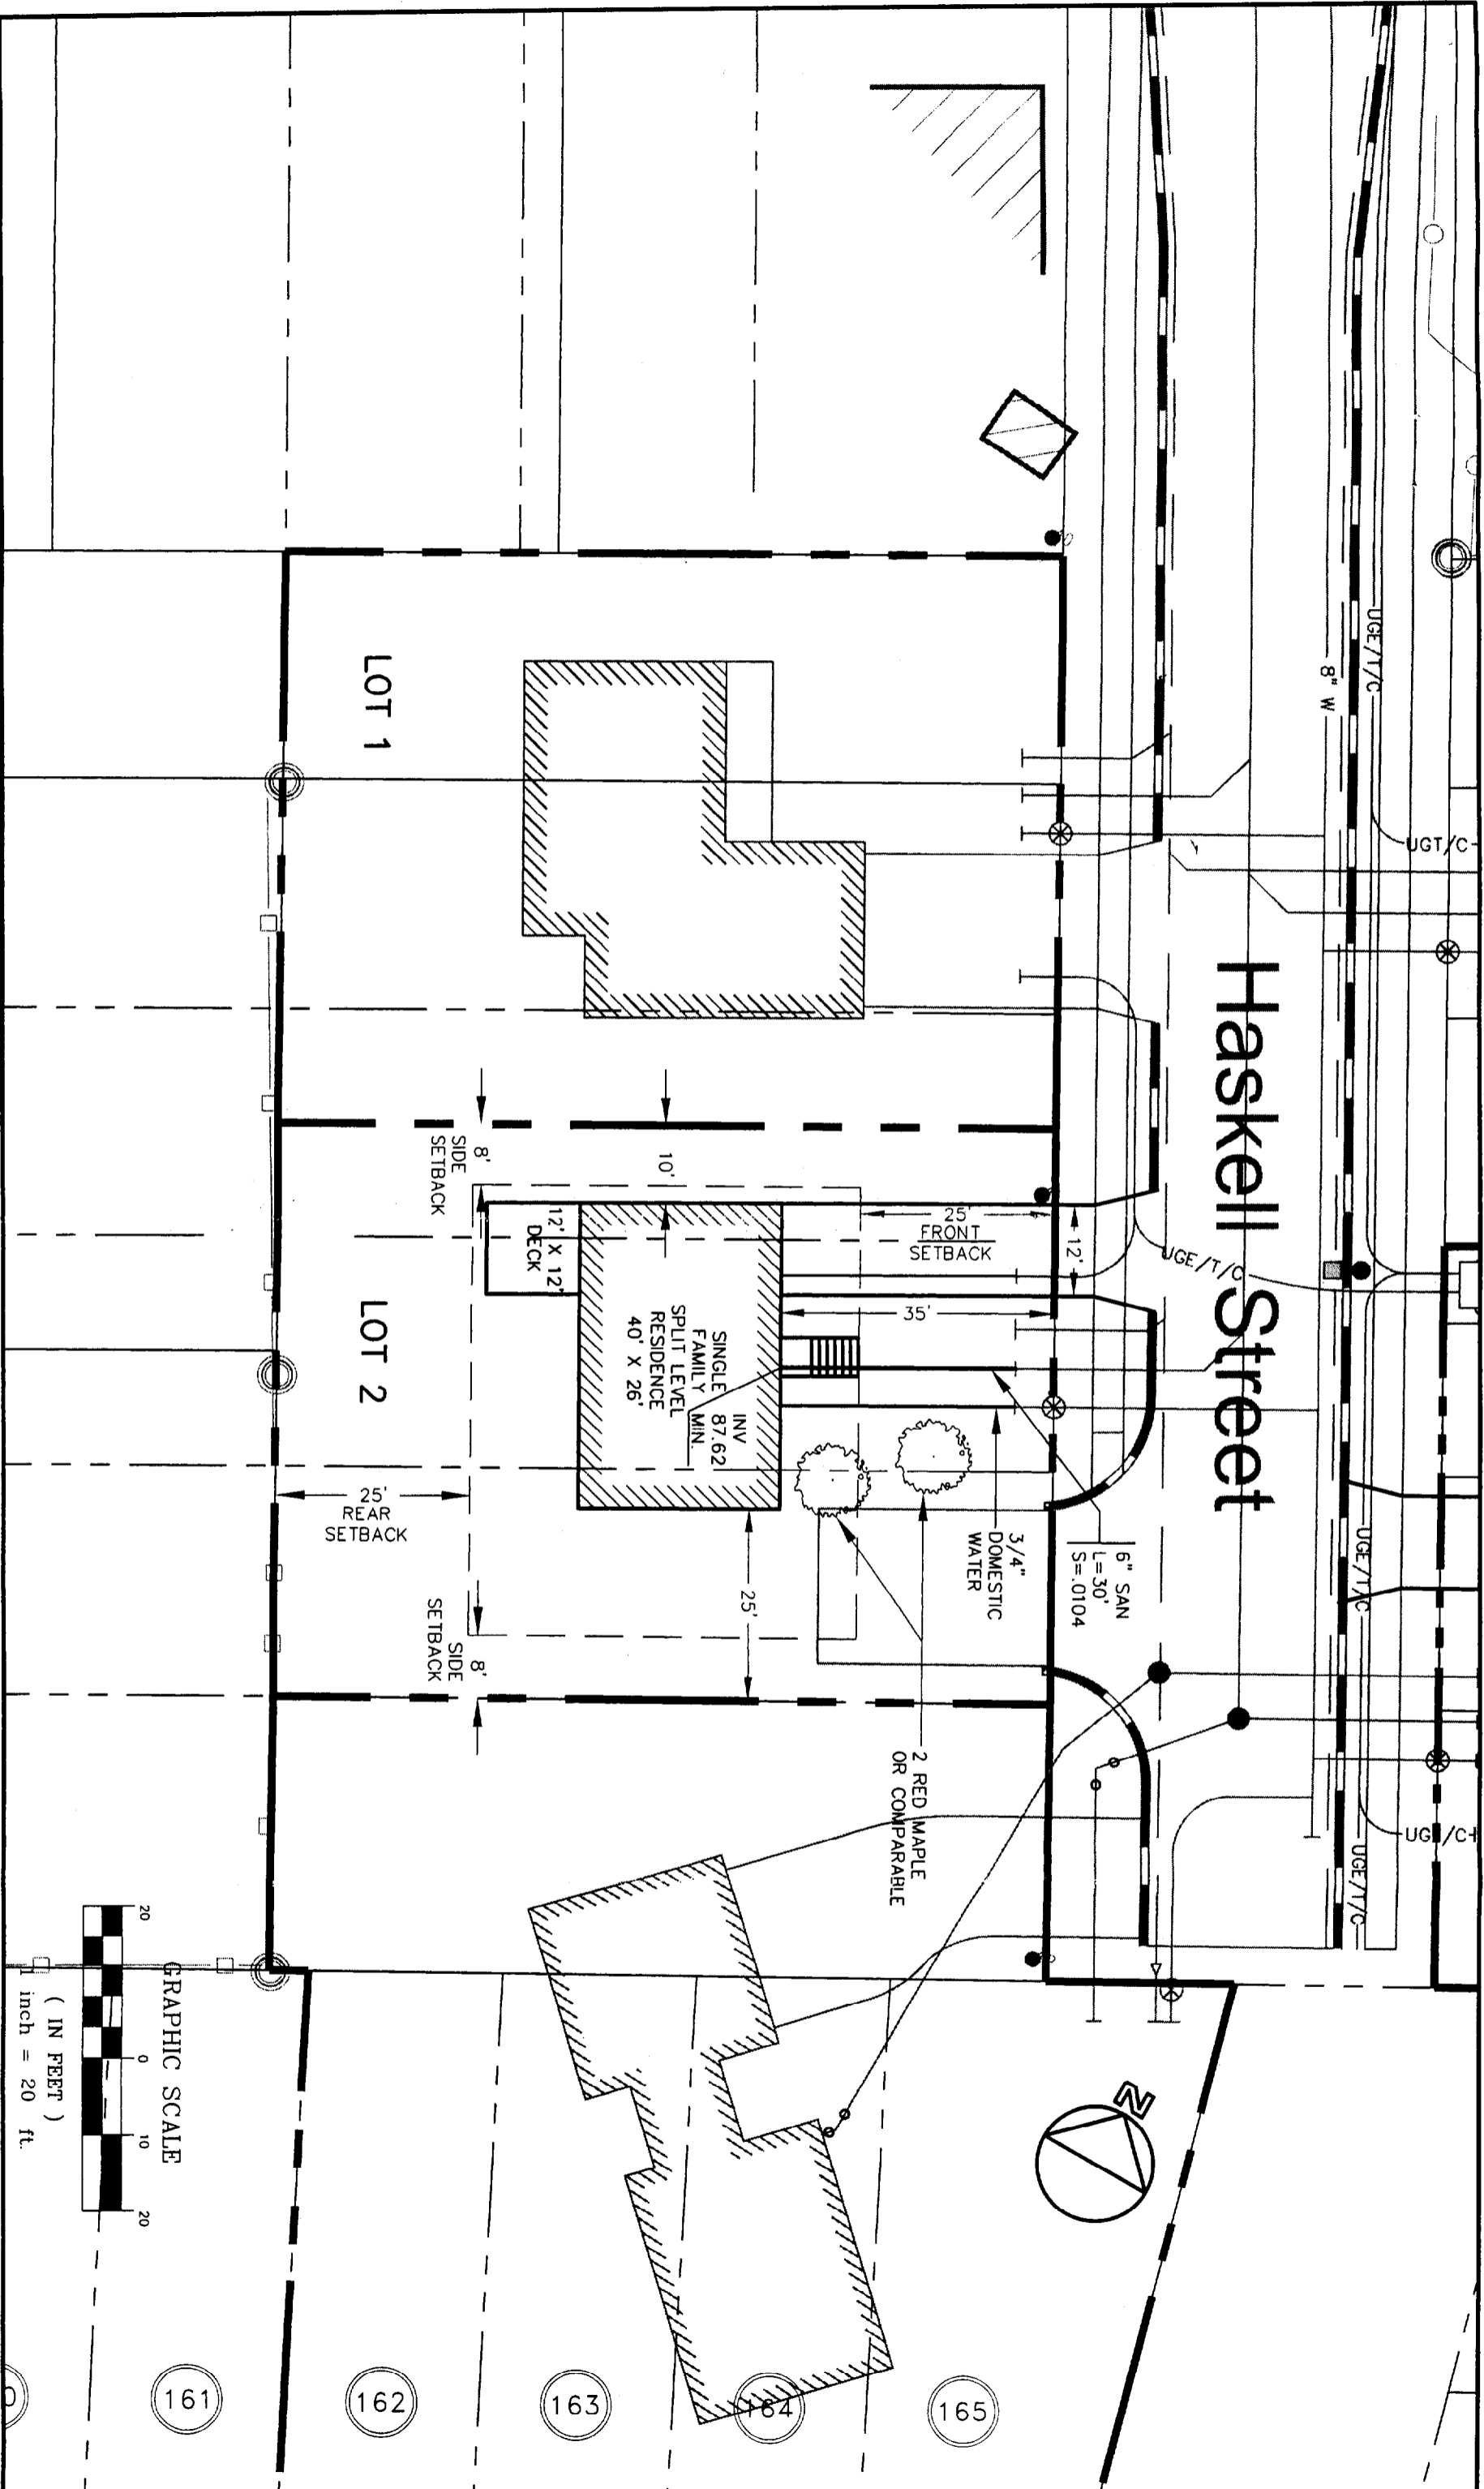 Haskell Street
UGE/T/C
8" W
UGT/C
UGE/T/C
UGE/T/C
UGE/T/C
LOT 1
8'
SIDE
SETBACK
10'
25'
FRONT
SETBACK
12'
UGE/T/C
12' X 12'
DECK
35'
LOT 2
INV
87.62
MIN.
SINGLE
FAMILY
SPLIT LEVEL
RESIDENCE
40' X 26'
25'
REAR
SETBACK
3/4"
DOMESTIC
WATER
6" SAN
L=30'
S=.0104
25'
8'
SIDE
SETBACK
2 RED MAPLE
OR COMPARABLE
N
GRAPHIC SCALE
20 0 10 20
( IN FEET )
1 inch = 20 ft.
161
162
163
164
165